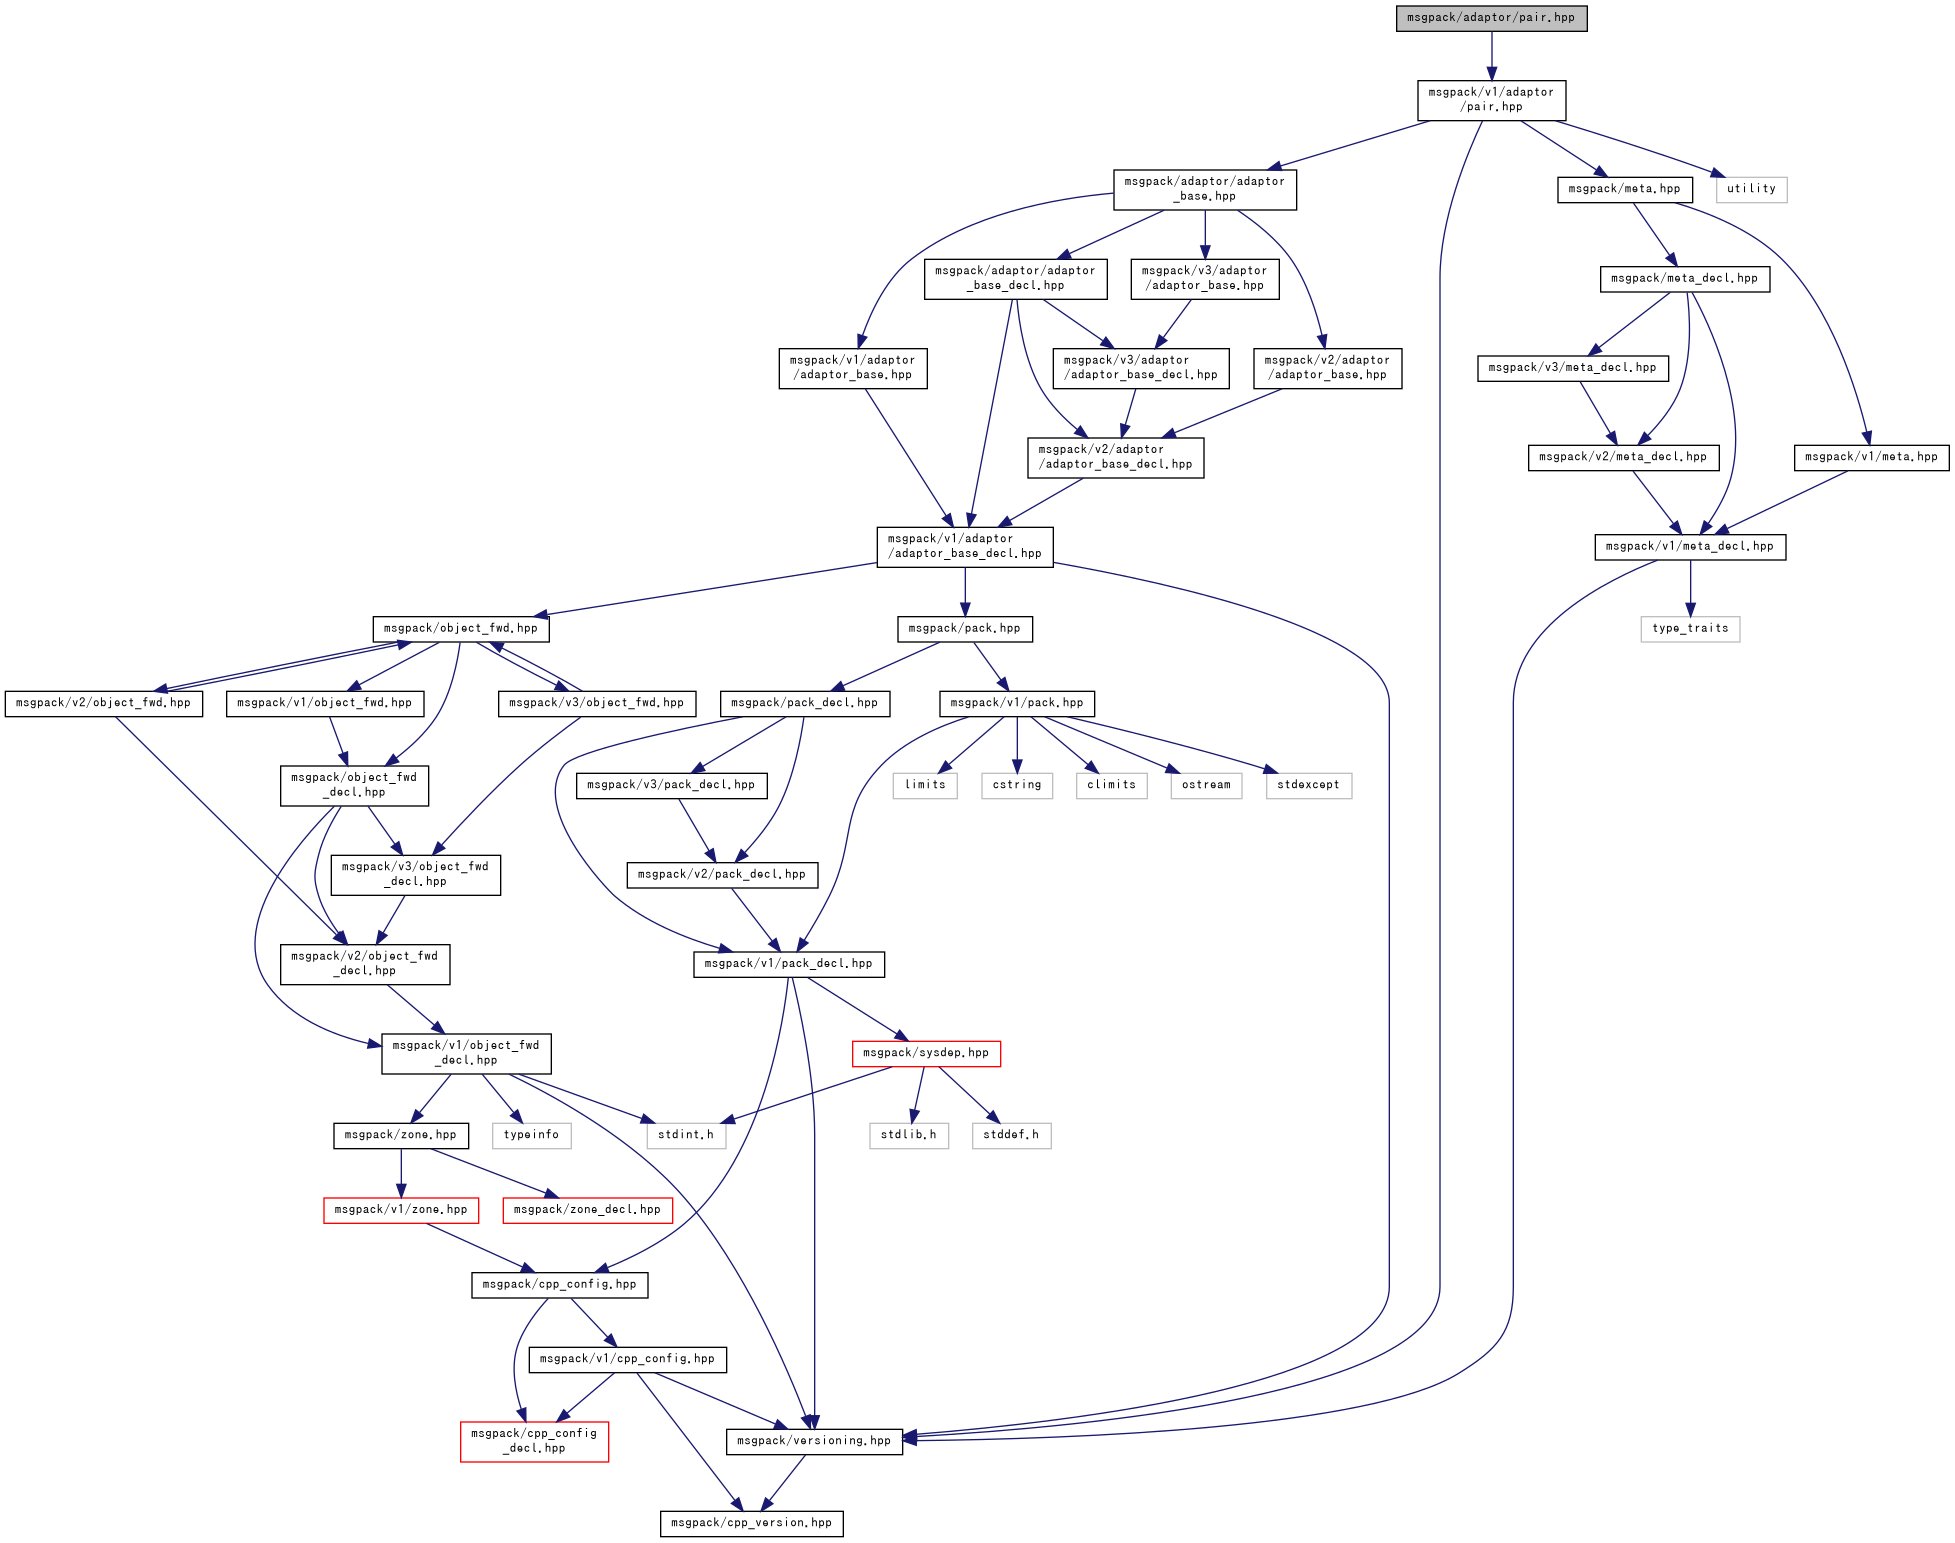 msgpack/adaptor/pair.hpp
msgpack/v1/adaptor
/pair.hpp
msgpack/adaptor/adaptor
_base.hpp
msgpack/meta.hpp
utility
msgpack/adaptor/adaptor
_base_decl.hpp
msgpack/v3/adaptor
/adaptor_base.hpp
msgpack/meta_decl.hpp
msgpack/v1/adaptor
/adaptor_base.hpp
msgpack/v3/adaptor
/adaptor_base_decl.hpp
msgpack/v2/adaptor
/adaptor_base.hpp
msgpack/v3/meta_decl.hpp
msgpack/v2/adaptor
/adaptor_base_decl.hpp
msgpack/v2/meta_decl.hpp
msgpack/v1/meta.hpp
msgpack/v1/adaptor
/adaptor_base_decl.hpp
msgpack/v1/meta_decl.hpp
msgpack/object_fwd.hpp
msgpack/pack.hpp
type_traits
msgpack/v2/object_fwd.hpp
msgpack/v1/object_fwd.hpp
msgpack/v3/object_fwd.hpp
msgpack/pack_decl.hpp
msgpack/v1/pack.hpp
msgpack/object_fwd
_decl.hpp
msgpack/v3/pack_decl.hpp
limits
cstring
climits
ostream
stdexcept
msgpack/v3/object_fwd
_decl.hpp
msgpack/v2/pack_decl.hpp
msgpack/v2/object_fwd
_decl.hpp
msgpack/v1/pack_decl.hpp
msgpack/v1/object_fwd
_decl.hpp
msgpack/sysdep.hpp
msgpack/zone.hpp
typeinfo
stdint.h
stdlib.h
stddef.h
msgpack/v1/zone.hpp
msgpack/zone_decl.hpp
msgpack/cpp_config.hpp
msgpack/v1/cpp_config.hpp
msgpack/cpp_config
_decl.hpp
msgpack/versioning.hpp
msgpack/cpp_version.hpp